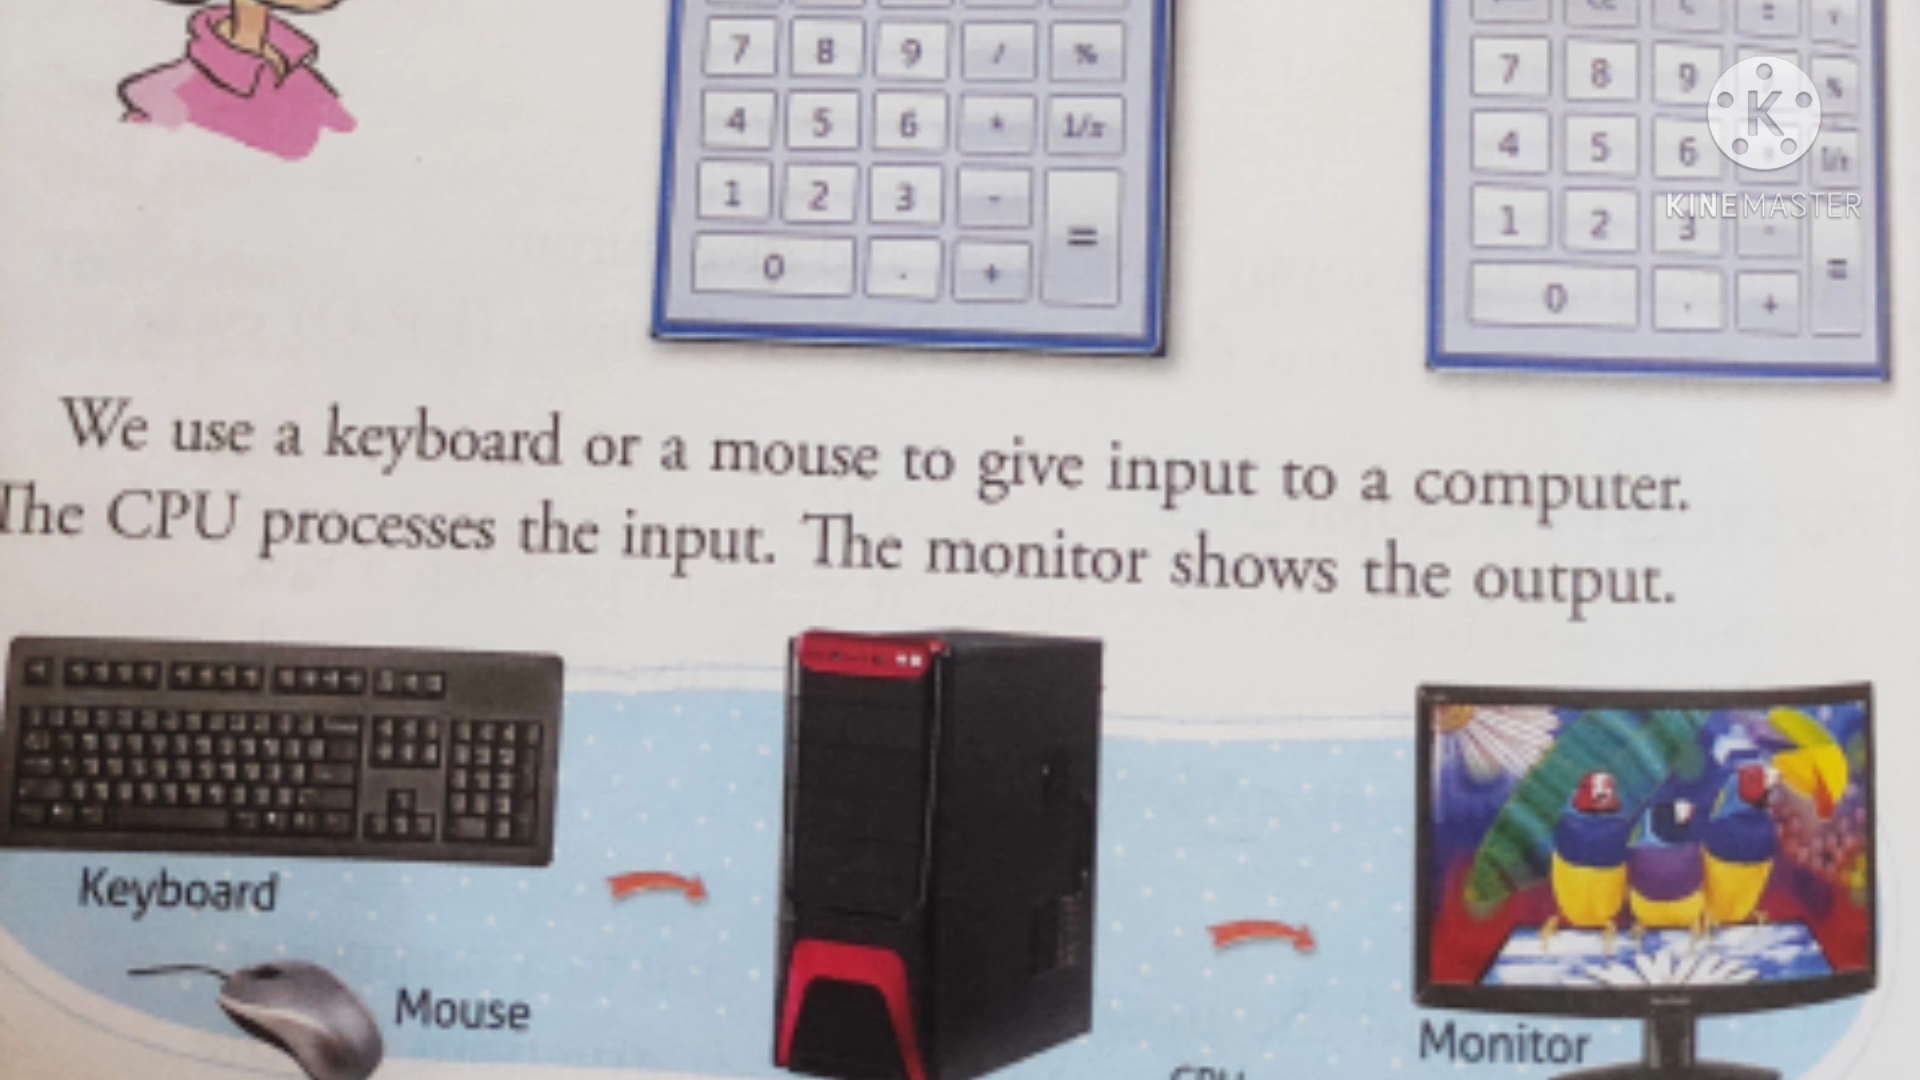 7 8 9 / %
4 5 6 * 1/x
1 2 3 -
=
0 . +
7 8 9 %
4 5 6
1 2 3 -
=
0 . +
K
KINEMASTER
We use a keyboard or a mouse to give input to a computer.
The CPU processes the input. The monitor shows the output.
Keyboard
Mouse
CPU
Monitor